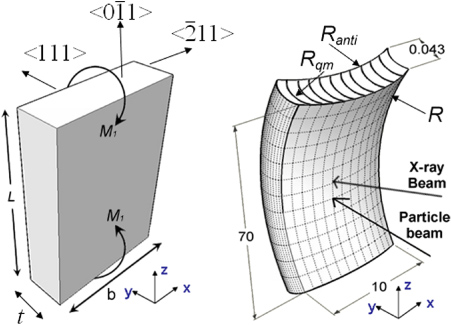 <01̄1>
<111>
<2̄11>
M₁
L
M₁
t
b
y
z
x
R_anti
0.043
R_qm
R
X-ray
Beam
Particle
beam
70
10
y
z
x